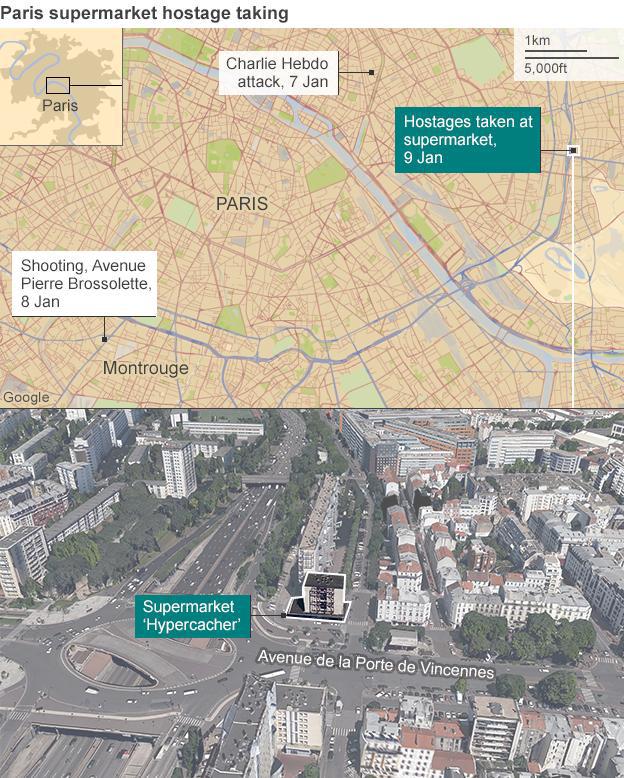 Paris supermarket hostage taking
1km
5,000ft
Charlie Hebdo
attack, 7 Jan
Paris
Hostages taken at
supermarket,
9 Jan
PARIS
Shooting, Avenue
Pierre Brossolette,
8 Jan
Montrouge
Google
Supermarket
‘Hypercacher’
Avenue de la Porte de Vincennes